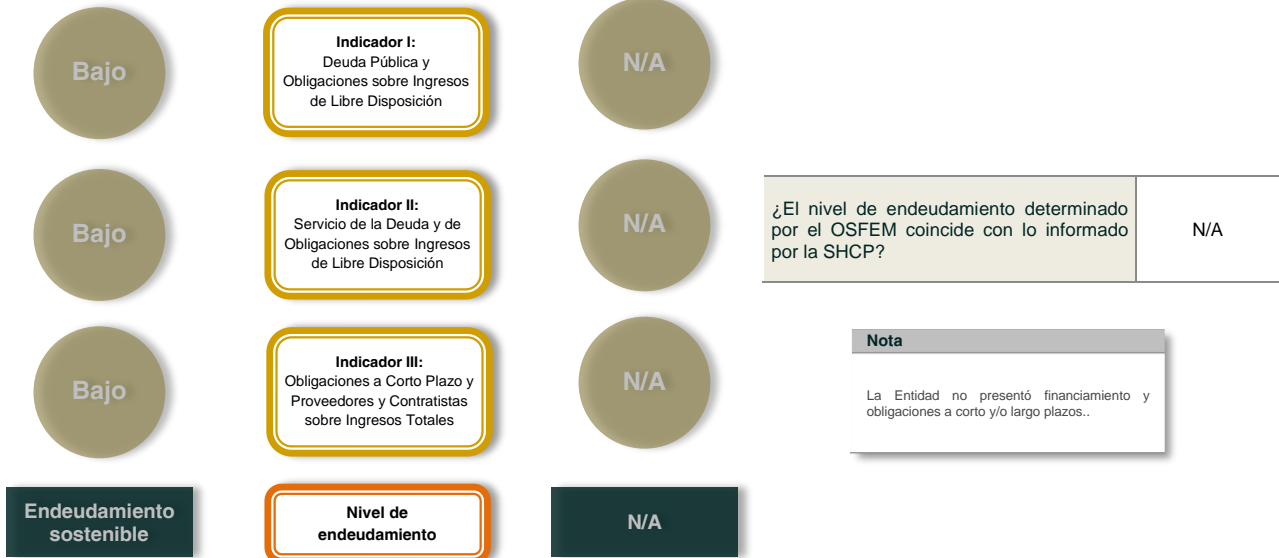 Bajo
Indicador I:
Deuda Pública y
Obligaciones sobre Ingresos
de Libre Disposición
N/A
Bajo
Indicador II:
Servicio de la Deuda y de
Obligaciones sobre Ingresos
de Libre Disposición
N/A
¿El nivel de endeudamiento determinado
por el OSFEM coincide con lo informado
por la SHCP?
N/A
Bajo
Indicador III:
Obligaciones a Corto Plazo y
Proveedores y Contratistas
sobre Ingresos Totales
N/A
Nota
La Entidad no presentó financiamiento y
obligaciones a corto y/o largo plazos..
Endeudamiento
sostenible
Nivel de
endeudamiento
N/A